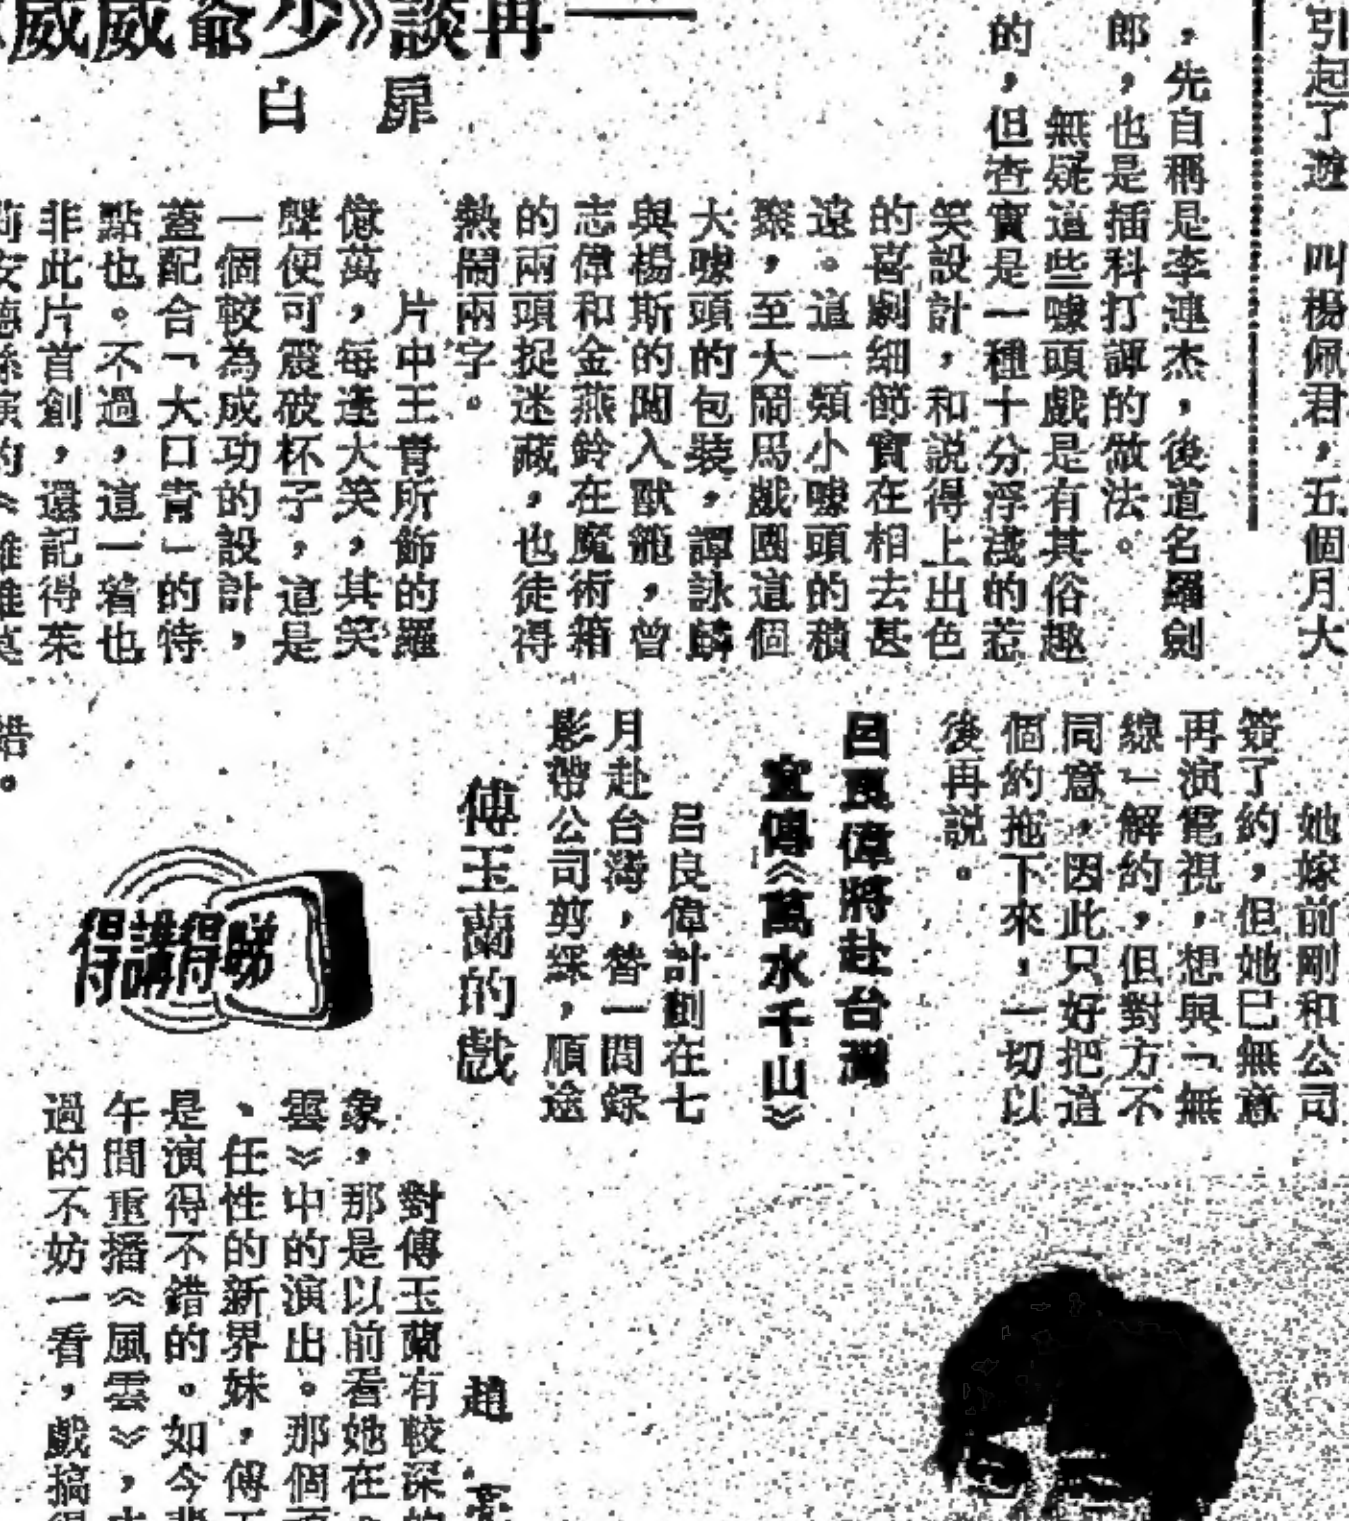 引起了遊
叫楊佩君，五個月大
——再談《少爺威威
扉　白
，先自稱是李連杰，後道名羅劍
郎，也是插科打諢的做法。
無疑這些噱頭戲是有其俗趣
的，但查實是一種十分浮淺的惹
笑設計，和説得上出色
的喜劇細節實在相去甚
遠。這一類小噱頭的積
聚，至大鬧馬戲團這個
大噱頭的包裝，譚詠麟
與楊斯的闖入獸籠，曾
志偉和金燕鈴在魔術箱
的兩頭捉迷藏，也徒得
熱鬧兩字。
片中王青所飾的羅
億萬，每逢大笑，其笑
聲便可震破杯子，這是
一個較為成功的設計，
蓋配合「大口青」的特
點也。不過，這一着也
非此片首創，還記得茱
莉安德絲演的《維維莫
錯。
她嫁前剛和公司
簽了約，但她已無意
再演電視，想與「無
線」解約，但對方不
同意，因此只好把這
個約拖下來，一切以
後再説。
呂良偉將赴台灣
宣傳《萬水千山》
呂良偉計劃在七
月赴台灣，替一間錄
影帶公司剪綵，順途
得講得睇
傅玉蘭的戲
趙　亮
對傅玉蘭有較深的
象，那是以前看她在
雲》中的演出。那個
、任性的新界妹，傅玉
是演得不錯的。如今
午間重播《風雲》，
過的不妨一看，戲搞得